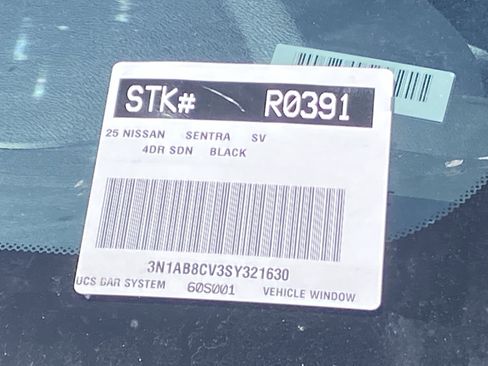 STK# R0391
25 NISSAN SENTRA SV
4DR SDN BLACK
3N1AB8CV3SY321630
UCS BAR SYSTEM 60S001 VEHICLE WINDOW